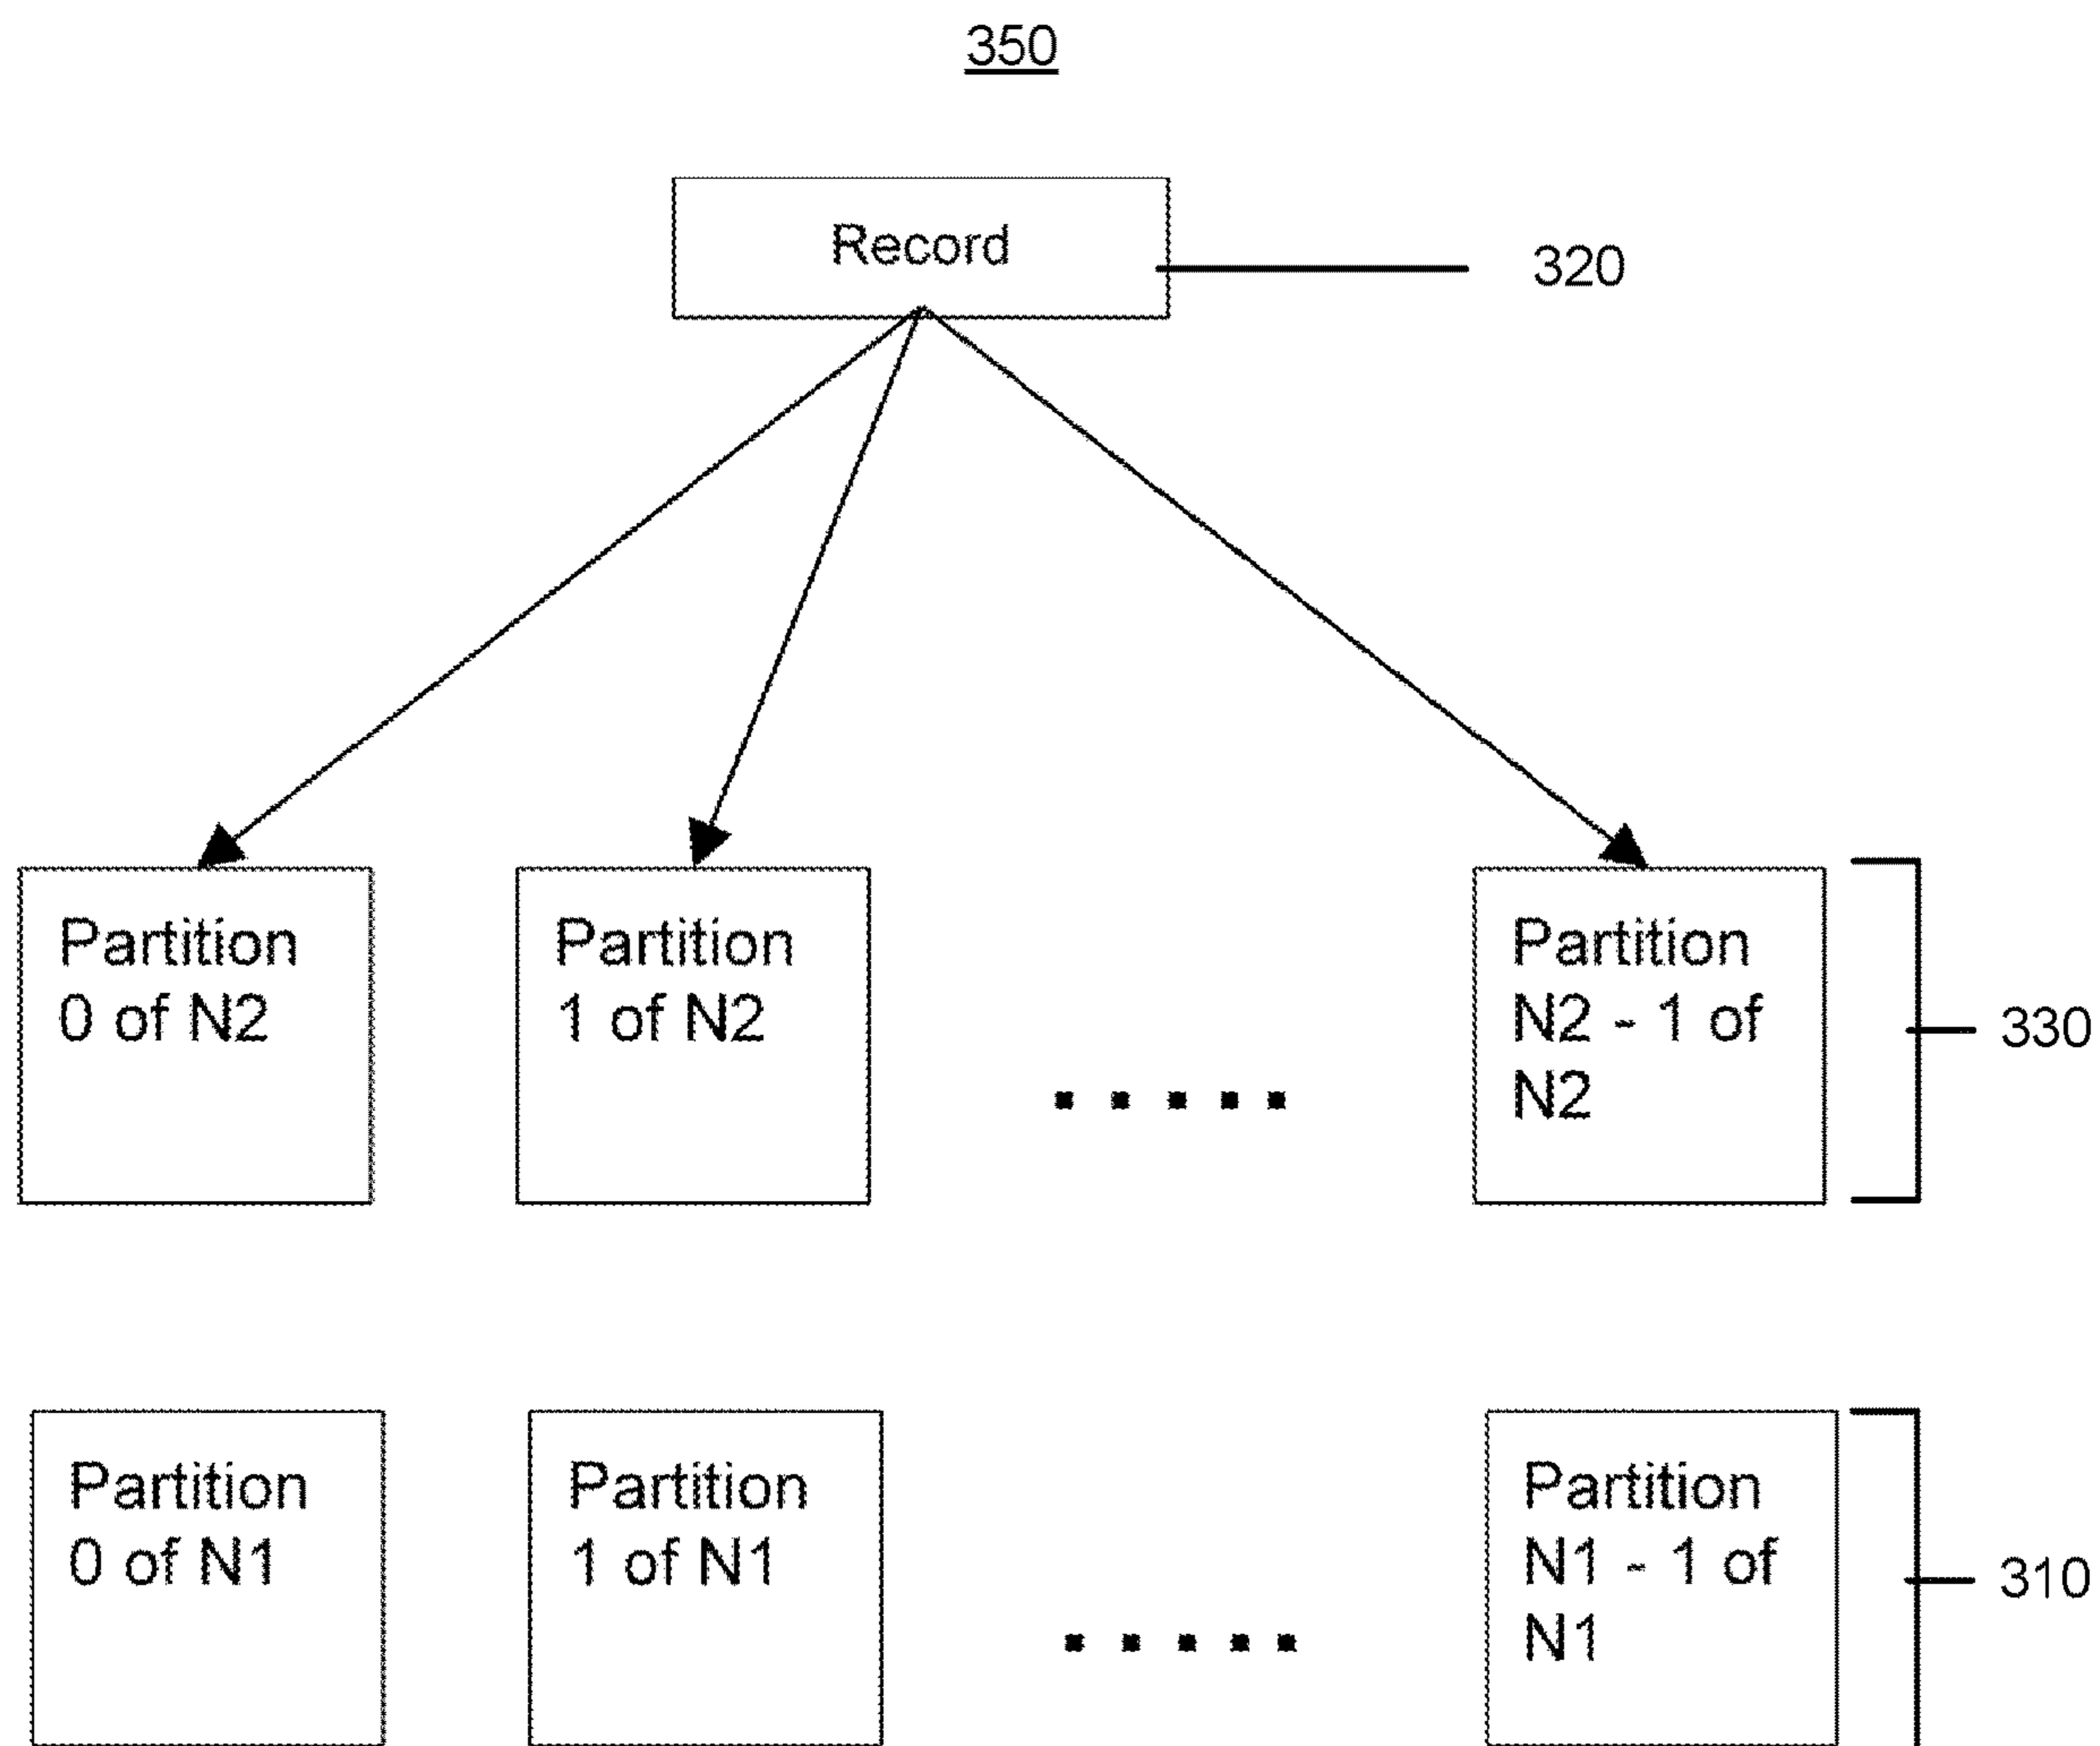 350
Record
320
Partition
0 of N2
Partition
1 of N2
Partition
N2 - 1 of
N2
330
Partition
0 of N1
Partition
1 of N1
Partition
N1 - 1 of
N1
310